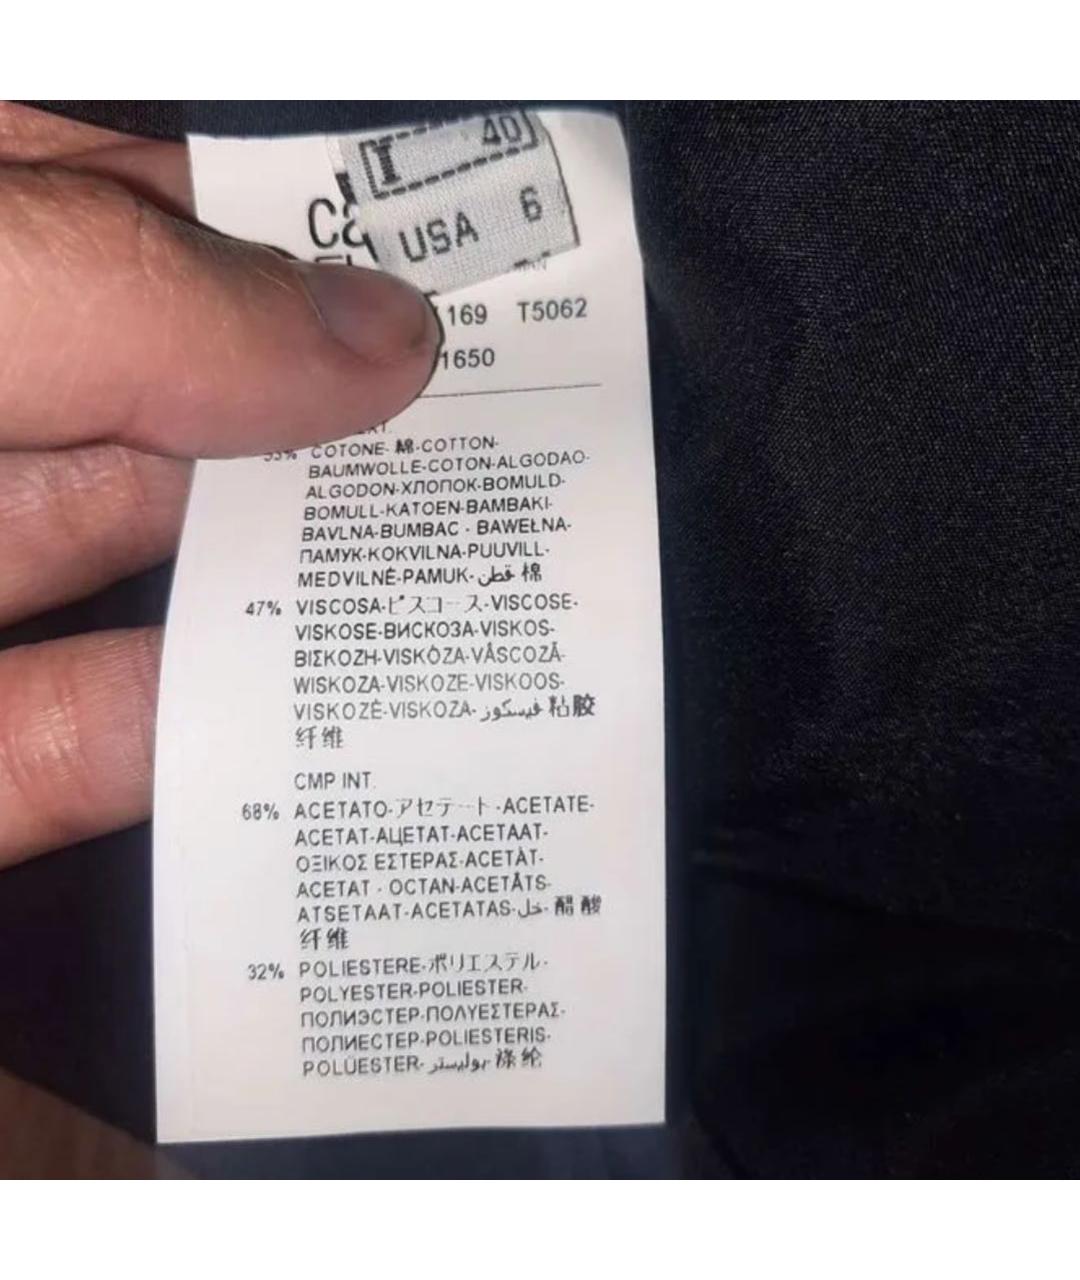 I 40
USA 6
169 T5062
1650
53% COTONE-綿-COTTON-
BAUMWOLLE-COTON-ALGODAO-
ALGODON-ХЛОПОК-BOMULD-
BOMULL-KATOEN-BAMBAKI-
BAVLNA-BUMBAC - BAWEŁNA-
ПАМУК-KOKVILNA-PUUVILL-
MEDVILNĖ-PAMUK-قطن 棉
47% VISCOSA-ビスコース-VISCOSE-
VISKOSE-ВИСКОЗА-VISKOS-
ΒΙΣΚΟΖΗ-VISKÓZA-VÂSCOZĂ-
WISKOZA-VISKOZE-VISKOOS-
VISKOZĖ-VISKOZA-فيسكوز 粘胶
纤维
CMP INT.
68% ACETATO-アセテート-ACETATE-
ACETAT-АЦЕТАТ-ACETAAT-
ΟΞΙΚΟΣ ΕΣΤΕΡΑΣ-ACETÁT-
ACETAT - OCTAN-ACETĀTS-
ATSETAAT-ACETATAS-خل- 醋酸
纤维
32% POLIESTERE-ポリエステル-
POLYESTER-POLIESTER-
ПОЛИЭСТЕР-ΠΟΛΥΕΣΤΕΡΑΣ-
ПОЛИЕСТЕР-POLIESTERIS-
POLÜESTER-بوليستر 涤纶